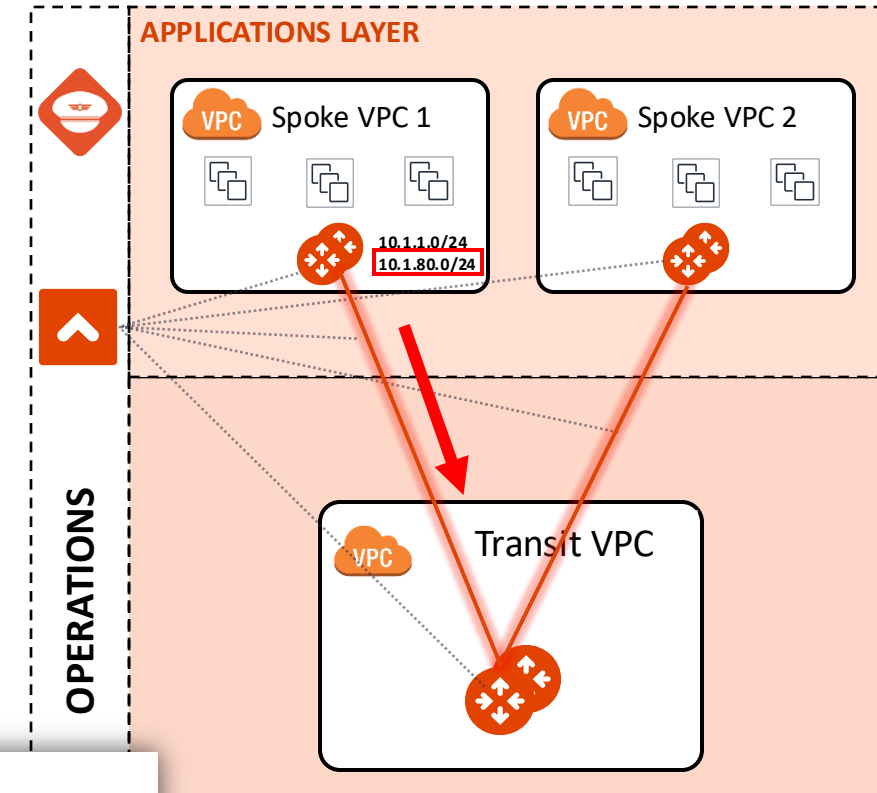 APPLICATIONS LAYER
VPC
Spoke VPC 1
VPC
Spoke VPC 2
10.1.1.0/24
10.1.80.0/24
OPERATIONS
VPC
Transit VPC